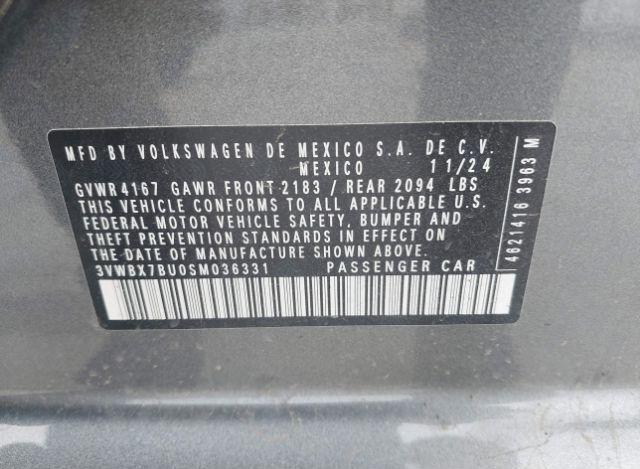 MFD BY VOLKSWAGEN DE MEXICO S.A. DE C.V.
MEXICO 11/24
GVWR 4167 GAWR FRONT 2183 / REAR 2094 LBS
THIS VEHICLE CONFORMS TO ALL APPLICABLE U.S.
FEDERAL MOTOR VEHICLE SAFETY, BUMPER AND
THEFT PREVENTION STANDARDS IN EFFECT ON
THE DATE OF MANUFACTURE SHOWN ABOVE.
3VWBX7BU0SM036331 PASSENGER CAR
46214416 3963 M